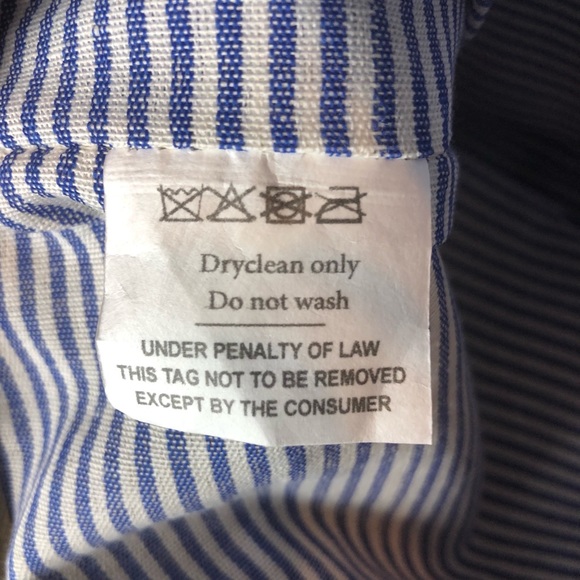 Dryclean only
Do not wash
UNDER PENALTY OF LAW
THIS TAG NOT TO BE REMOVED
EXCEPT BY THE CONSUMER